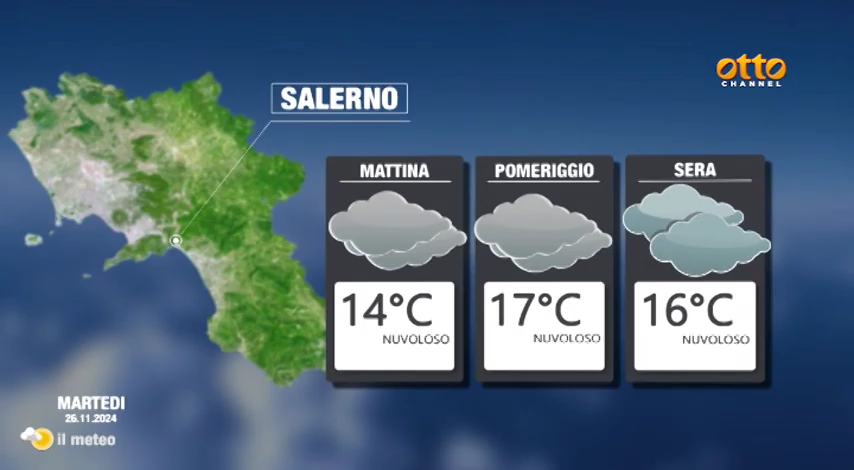 otto
CHANNEL
SALERNO
MATTINA
POMERIGGIO
SERA
14°C
NUVOLOSO
17°C
NUVOLOSO
16°C
NUVOLOSO
MARTEDI
26.11.2024
il meteo